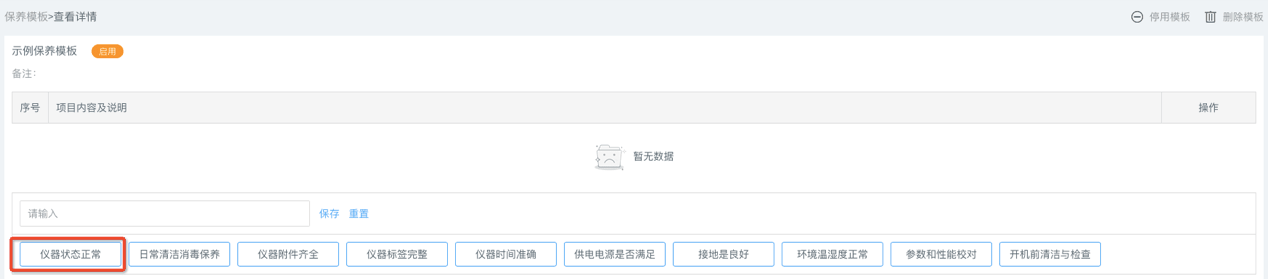 保养模板>查看详情
停用模板 删除模板
示例保养模板 启用
备注:
序号 项目内容及说明 操作
暂无数据
请输入 保存 重置
仪器状态正常 日常清洁消毒保养 仪器附件齐全 仪器标签完整 仪器时间准确 供电电源是否满足 接地是良好 环境温湿度正常 参数和性能校对 开机前清洁与检查